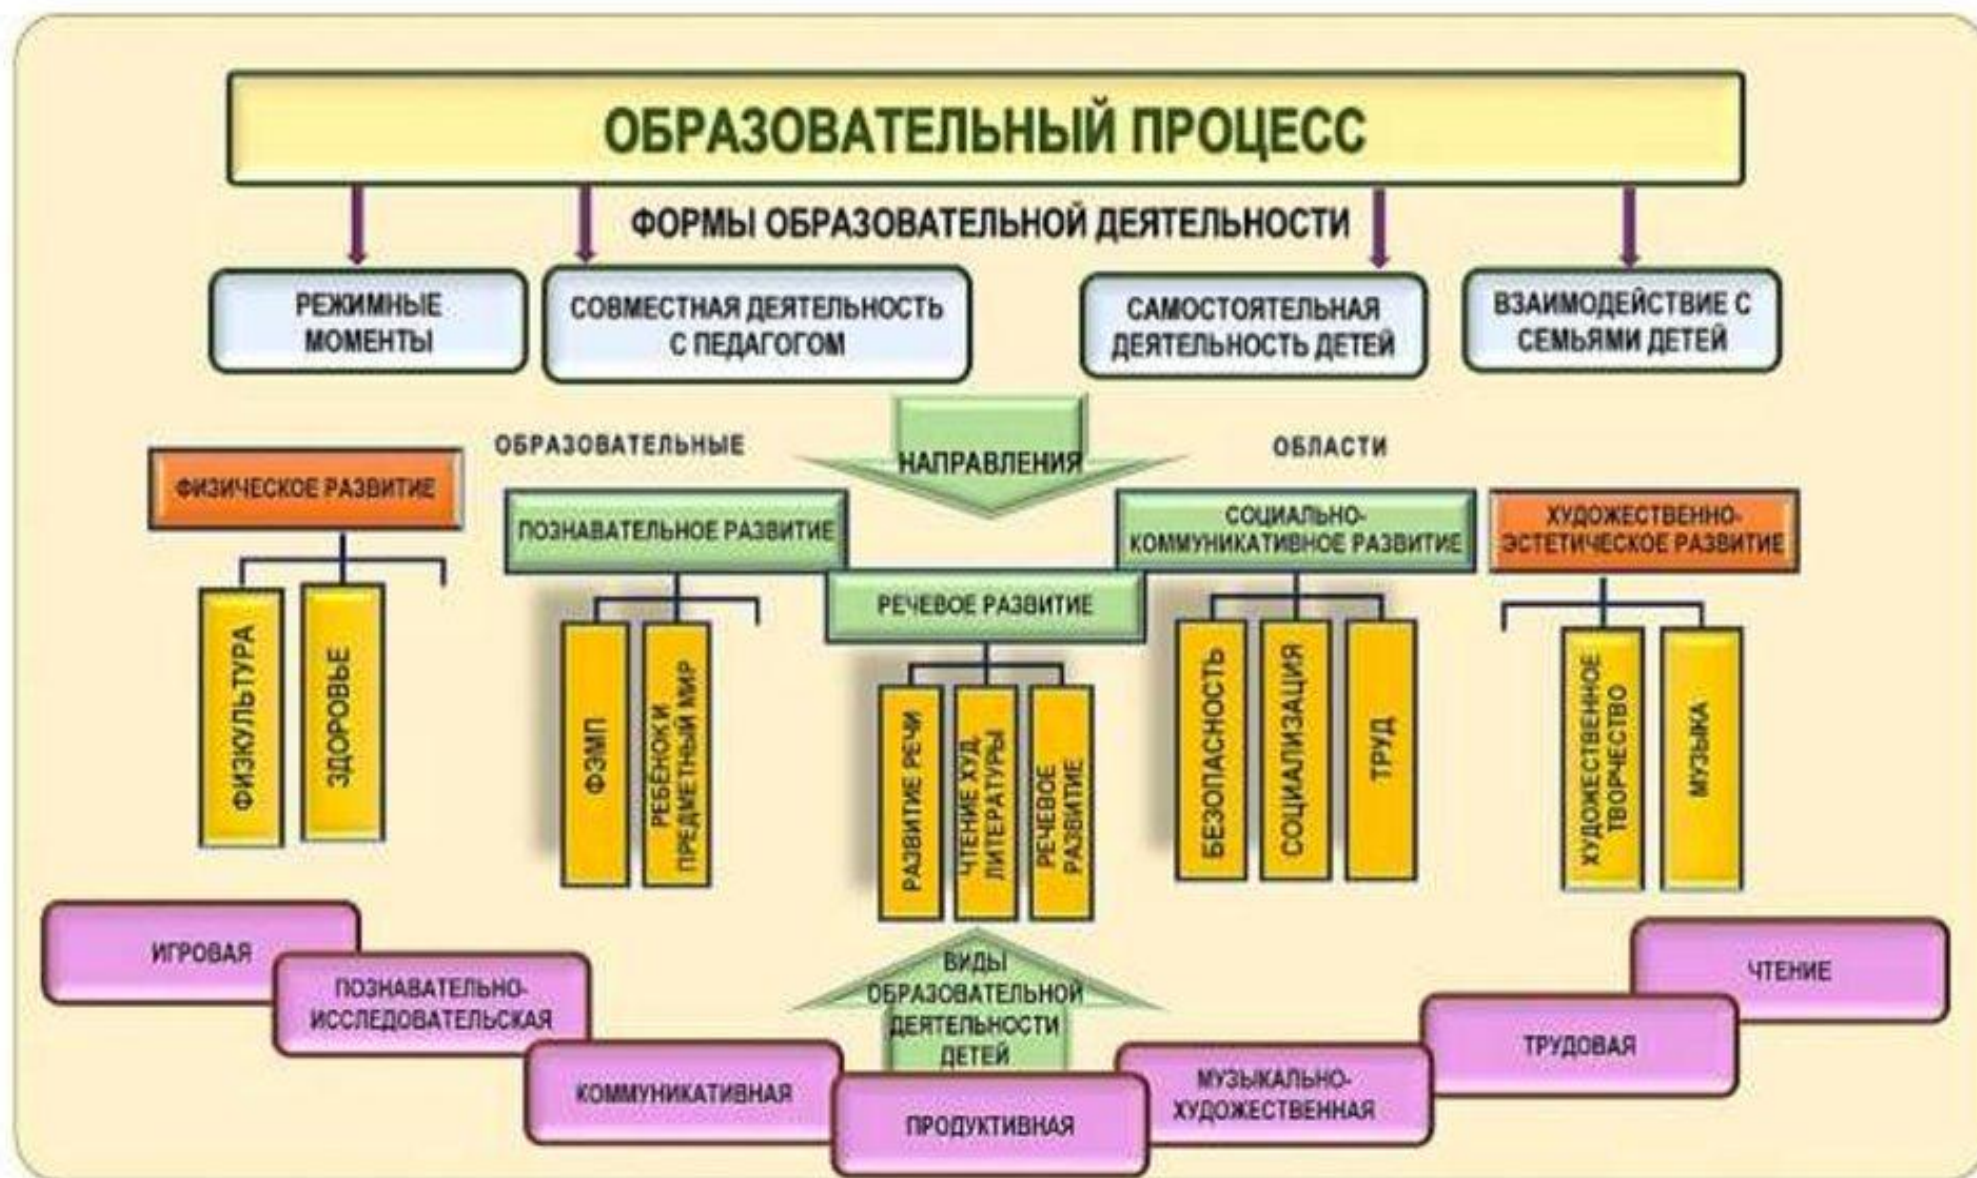 ОБРАЗОВАТЕЛЬНЫЙ ПРОЦЕСС
ФОРМЫ ОБРАЗОВАТЕЛЬНОЙ ДЕЯТЕЛЬНОСТИ
РЕЖИМНЫЕ
МОМЕНТЫ
СОВМЕСТНАЯ ДЕЯТЕЛЬНОСТЬ
С ПЕДАГОГОМ
САМОСТОЯТЕЛЬНАЯ
ДЕЯТЕЛЬНОСТЬ ДЕТЕЙ
ВЗАИМОДЕЙСТВИЕ С
СЕМЬЯМИ ДЕТЕЙ
ОБРАЗОВАТЕЛЬНЫЕ
НАПРАВЛЕНИЯ
ОБЛАСТИ
ФИЗИЧЕСКОЕ РАЗВИТИЕ
ПОЗНАВАТЕЛЬНОЕ РАЗВИТИЕ
РЕЧЕВОЕ РАЗВИТИЕ
СОЦИАЛЬНО-
КОММУНИКАТИВНОЕ РАЗВИТИЕ
ХУДОЖЕСТВЕННО-
ЭСТЕТИЧЕСКОЕ РАЗВИТИЕ
ФИЗКУЛЬТУРА
ЗДОРОВЬЕ
ФЭМП
РЕБЁНОК И
ПРЕДМЕТНЫЙ МИР
РАЗВИТИЕ РЕЧИ
ЧТЕНИЕ ХУД.
ЛИТЕРАТУРЫ
РЕЧЕВОЕ
РАЗВИТИЕ
БЕЗОПАСНОСТЬ
СОЦИАЛИЗАЦИЯ
ТРУД
ХУДОЖЕСТВЕННОЕ
ТВОРЧЕСТВО
МУЗЫКА
ВИДЫ
ОБРАЗОВАТЕЛЬНОЙ
ДЕЯТЕЛЬНОСТИ
ДЕТЕЙ
ИГРОВАЯ
ПОЗНАВАТЕЛЬНО-
ИССЛЕДОВАТЕЛЬСКАЯ
КОММУНИКАТИВНАЯ
ПРОДУКТИВНАЯ
МУЗЫКАЛЬНО-
ХУДОЖЕСТВЕННАЯ
ТРУДОВАЯ
ЧТЕНИЕ